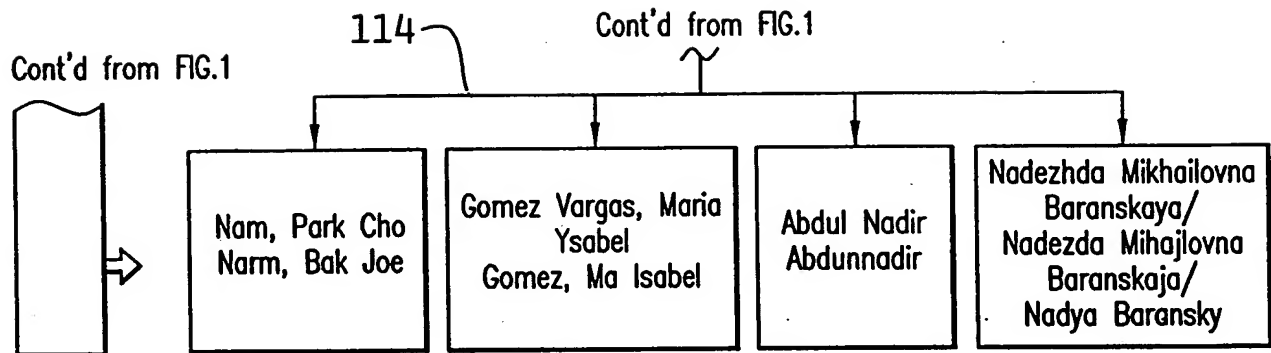 114
Cont'd from FIG.1
Cont'd from FIG.1
Nam, Park Cho
Narm, Bak Joe
Gomez Vargas, Maria
Ysabel
Gomez, Ma Isabel
Abdul Nadir
Abdunnadir
Nadezhda Mikhailovna
Baranskaya/
Nadezda Mihajlovna
Baranskaja/
Nadya Baransky